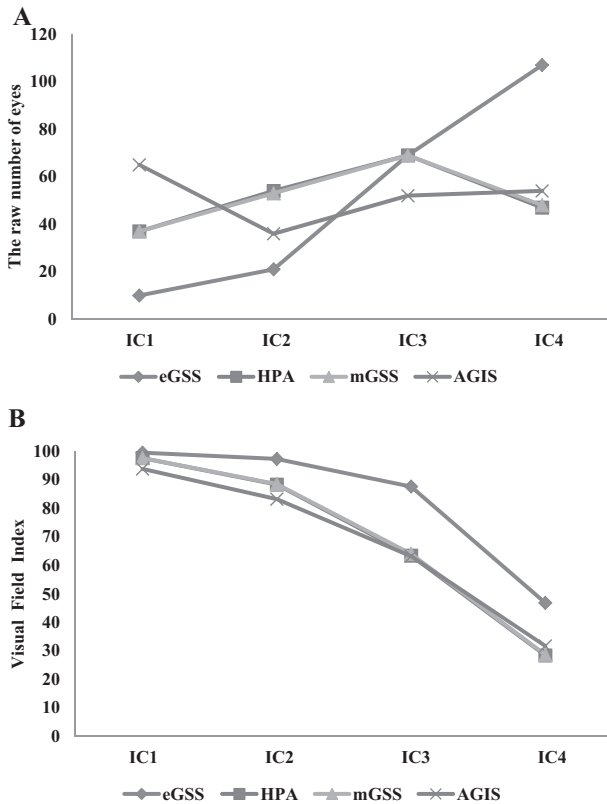 A
The raw number of eyes
120
100
80
60
40
20
0
IC1 IC2 IC3 IC4
eGSS HPA mGSS AGIS
B
Visual Field Index
100
90
80
70
60
50
40
30
20
10
0
IC1 IC2 IC3 IC4
eGSS HPA mGSS AGIS